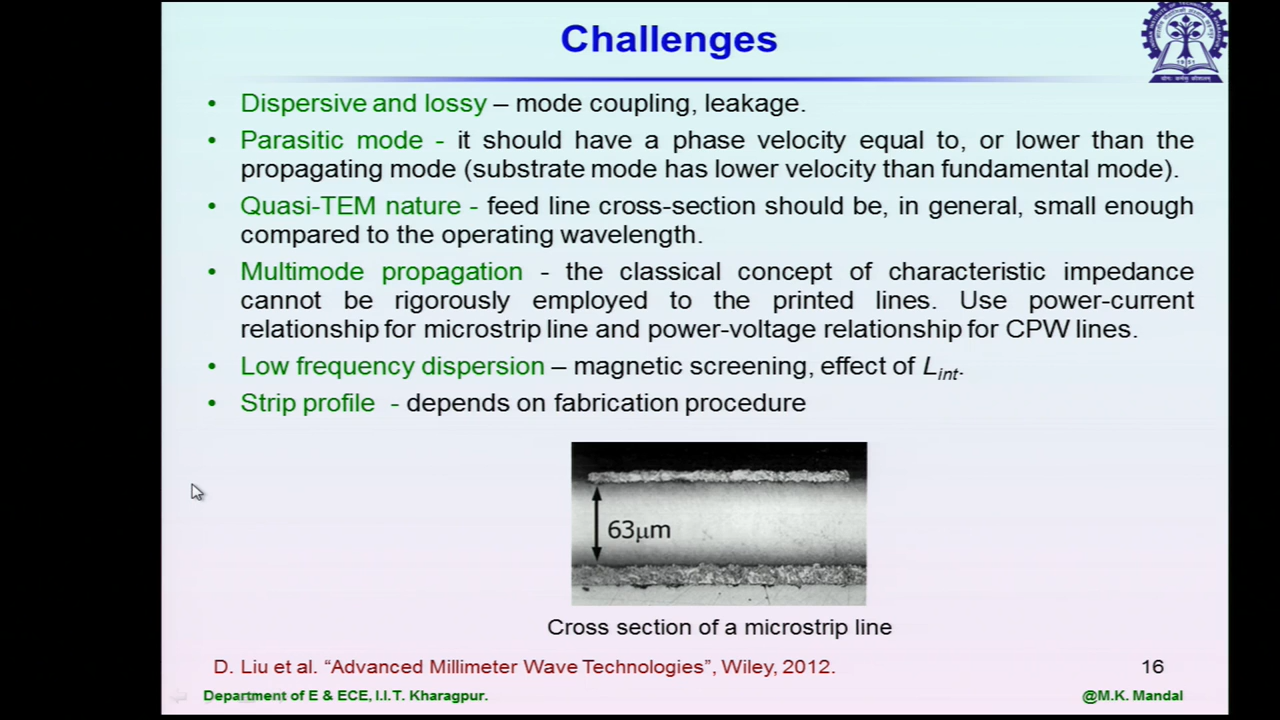 Challenges
• Dispersive and lossy – mode coupling, leakage.
• Parasitic mode - it should have a phase velocity equal to, or lower than the
propagating mode (substrate mode has lower velocity than fundamental mode).
• Quasi-TEM nature - feed line cross-section should be, in general, small enough
compared to the operating wavelength.
• Multimode propagation - the classical concept of characteristic impedance
cannot be rigorously employed to the printed lines. Use power-current
relationship for microstrip line and power-voltage relationship for CPW lines.
• Low frequency dispersion – magnetic screening, effect of Lint.
• Strip profile - depends on fabrication procedure
63μm
Cross section of a microstrip line
D. Liu et al. “Advanced Millimeter Wave Technologies”, Wiley, 2012.
16
Department of E & ECE, I.I.T. Kharagpur.
@M.K. Mandal